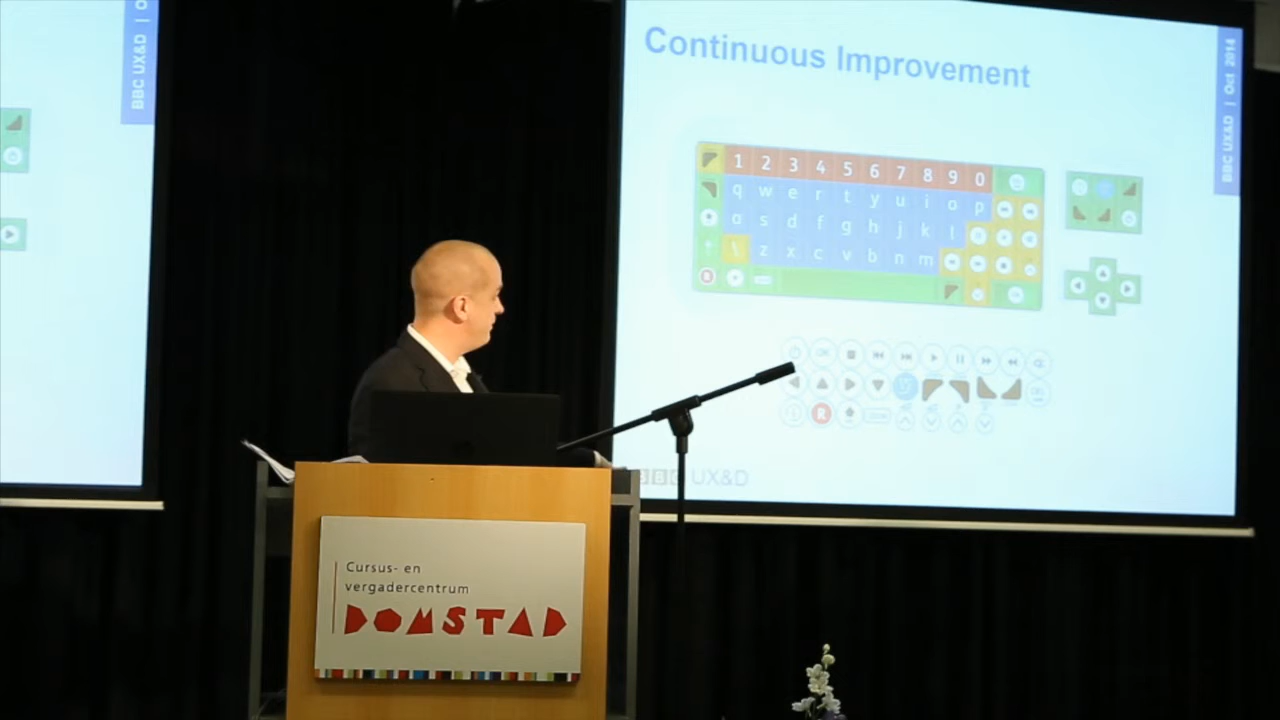 BBC UX&D | O
Continuous Improvement
BBC UX&D | Oct 2014
1 2 3 4 5 6 7 8 9 0
q w e r t y u i o p
a s d f g h j k l
\ z x c v b n m
R
R
BBC UX&D
Cursus- en
vergadercentrum
DOMSTAD